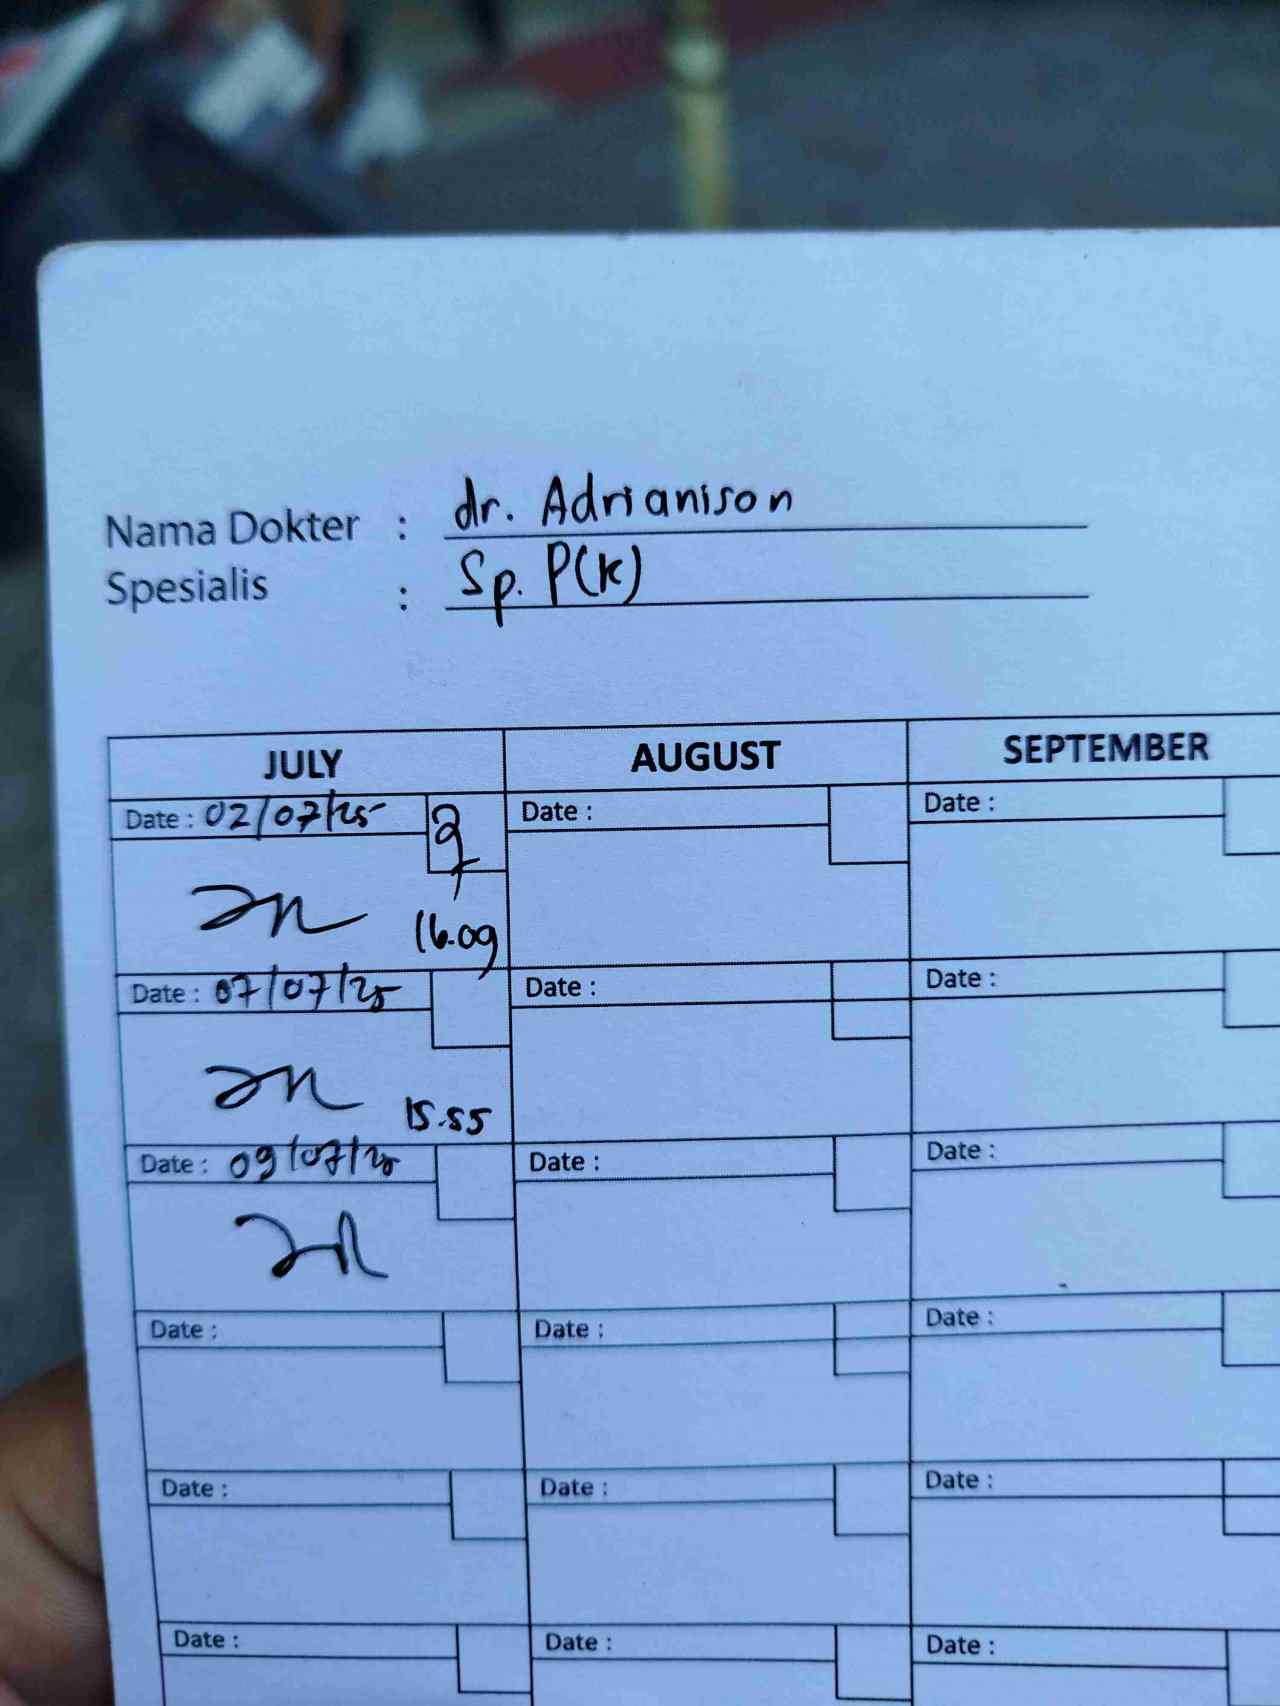 Nama Dokter : dr. Adrianison
Spesialis : Sp. P(K)
JULY AUGUST SEPTEMBER
Date : 02/07/25 Date : Date :
16.09
Date : 07/07/25 Date : Date :
15.55
Date : 09/07/25 Date : Date :
Date : Date : Date :
Date : Date : Date :
Date : Date : Date :